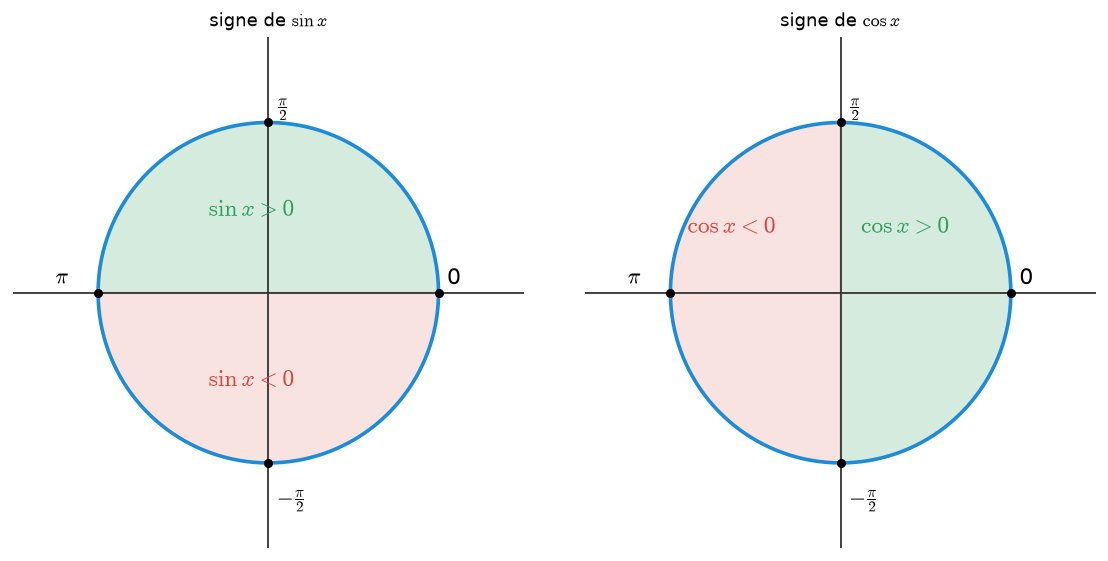 signe de sin x
π/2
sin x > 0
π
0
sin x < 0
−π/2
signe de cos x
π/2
cos x < 0
cos x > 0
π
0
−π/2